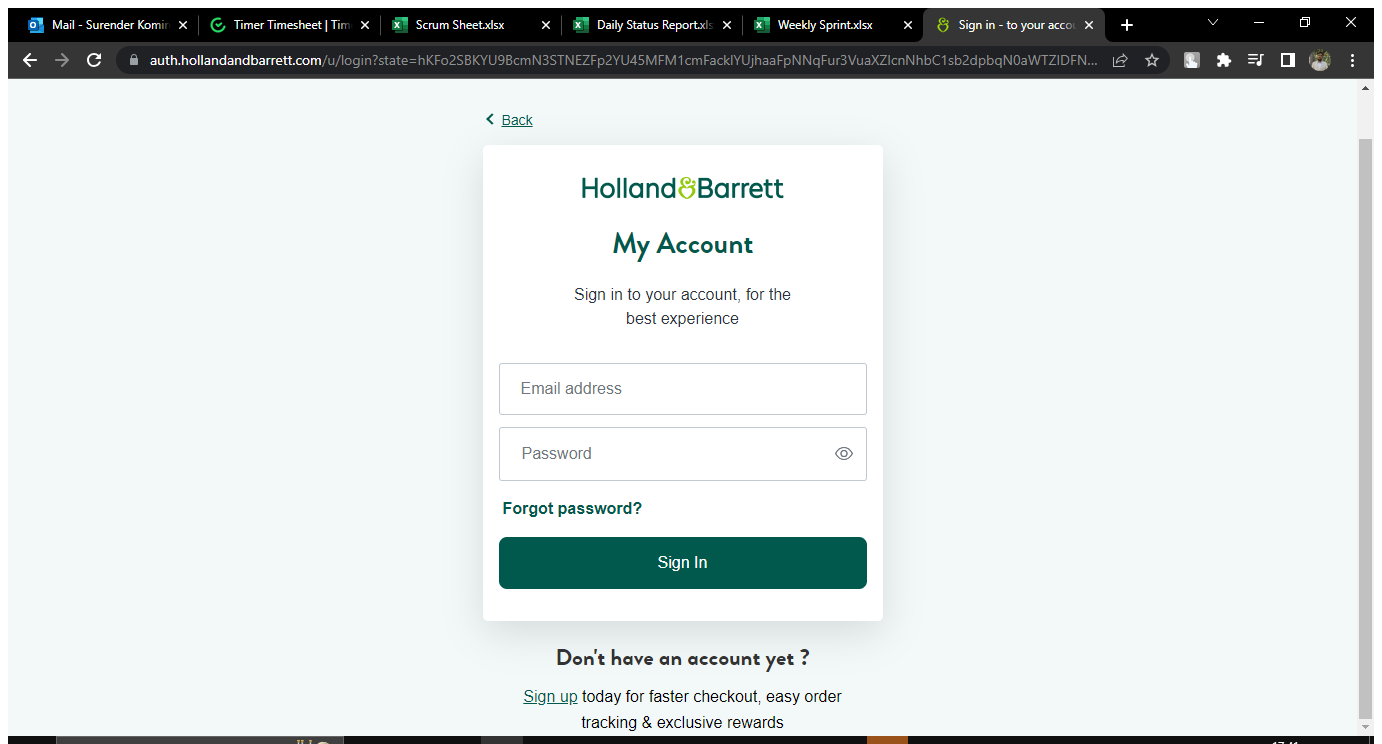 Mail - Surender Komir
Timer Timesheet | Tim
Scrum Sheet.xlsx
Daily Status Report.xls
Weekly Sprint.xlsx
Sign in - to your accou
auth.hollandandbarrett.com/u/login?state=hKFo2SBKYU9BcmN3STNEZFp2YU45MFM1cmFacklYUjhaaFpNNqFur3VuaXZlcnNhbC1sb2dpbqN0aWTZIDFN...
Back
Holland&Barrett
My Account
Sign in to your account, for the
best experience
Email address
Password
Forgot password?
Sign In
Don't have an account yet ?
Sign up today for faster checkout, easy order
tracking & exclusive rewards